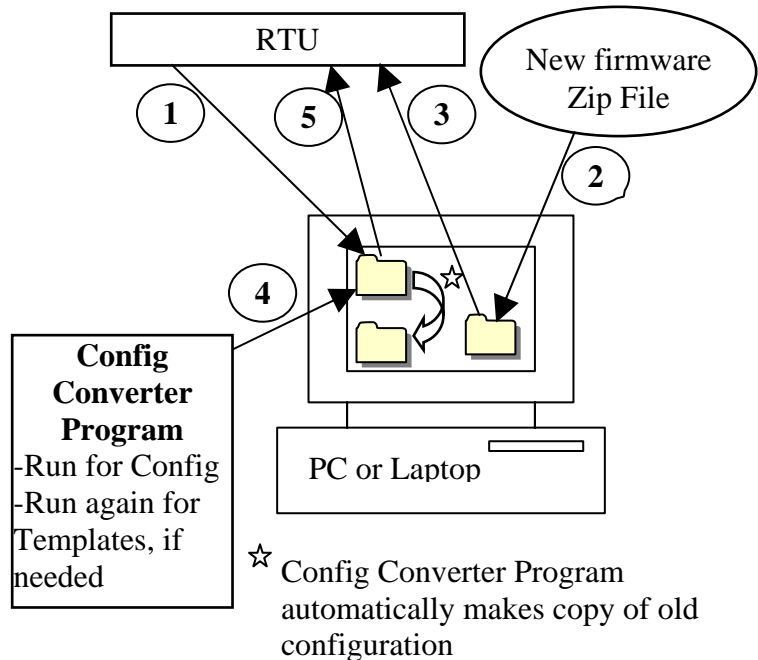 RTU
New firmware
Zip File
1
5
3
2
4
Config
Converter
Program
-Run for Config
-Run again for
Templates, if
needed
PC or Laptop
Config Converter Program
automatically makes copy of old
configuration